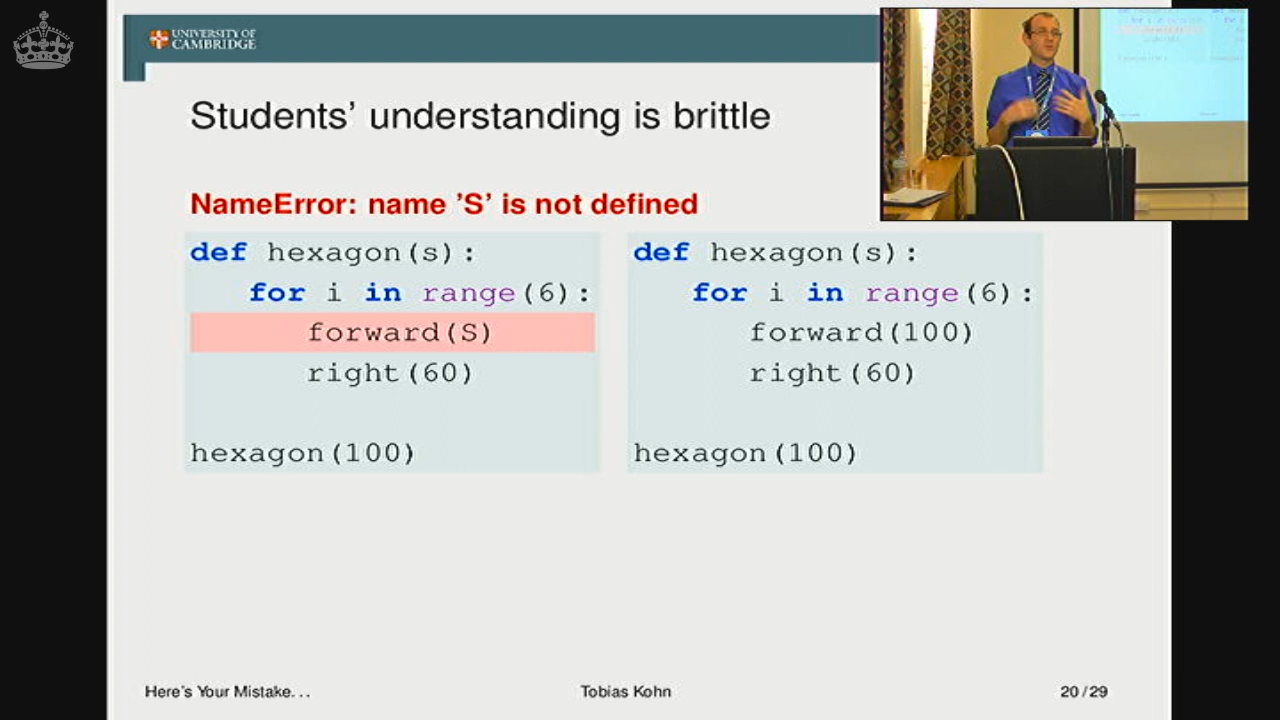 UNIVERSITY OF
CAMBRIDGE
Students’ understanding is brittle
NameError: name ’S’ is not defined
def hexagon(s):
for i in range(6):
forward(S)
right(60)
hexagon(100)
def hexagon(s):
for i in range(6):
forward(100)
right(60)
hexagon(100)
Here’s Your Mistake...
Tobias Kohn
20/29